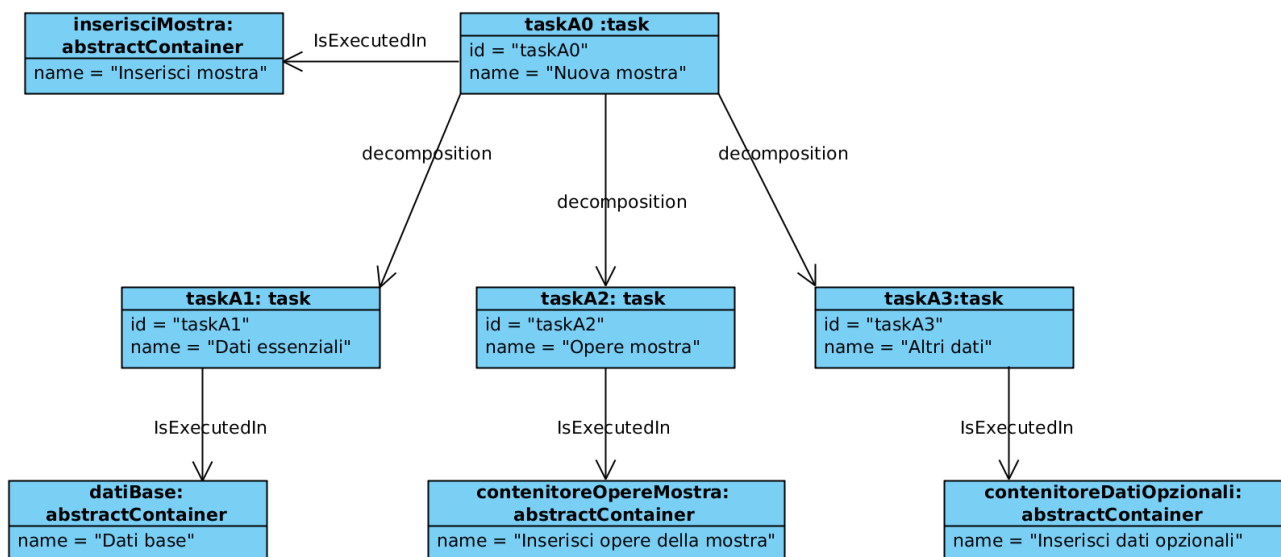 inserisciMostra:
abstractContainer
name = "Inserisci mostra"
IsExecutedIn
taskA0 :task
id = "taskA0"
name = "Nuova mostra"
decomposition
decomposition
decomposition
taskA1: task
id = "taskA1"
name = "Dati essenziali"
taskA2: task
id = "taskA2"
name = "Opere mostra"
taskA3:task
id = "taskA3"
name = "Altri dati"
IsExecutedIn
IsExecutedIn
IsExecutedIn
datiBase:
abstractContainer
name = "Dati base"
contenitoreOpereMostra:
abstractContainer
name = "Inserisci opere della mostra"
contenitoreDatiOpzionali:
abstractContainer
name = "Inserisci dati opzionali"